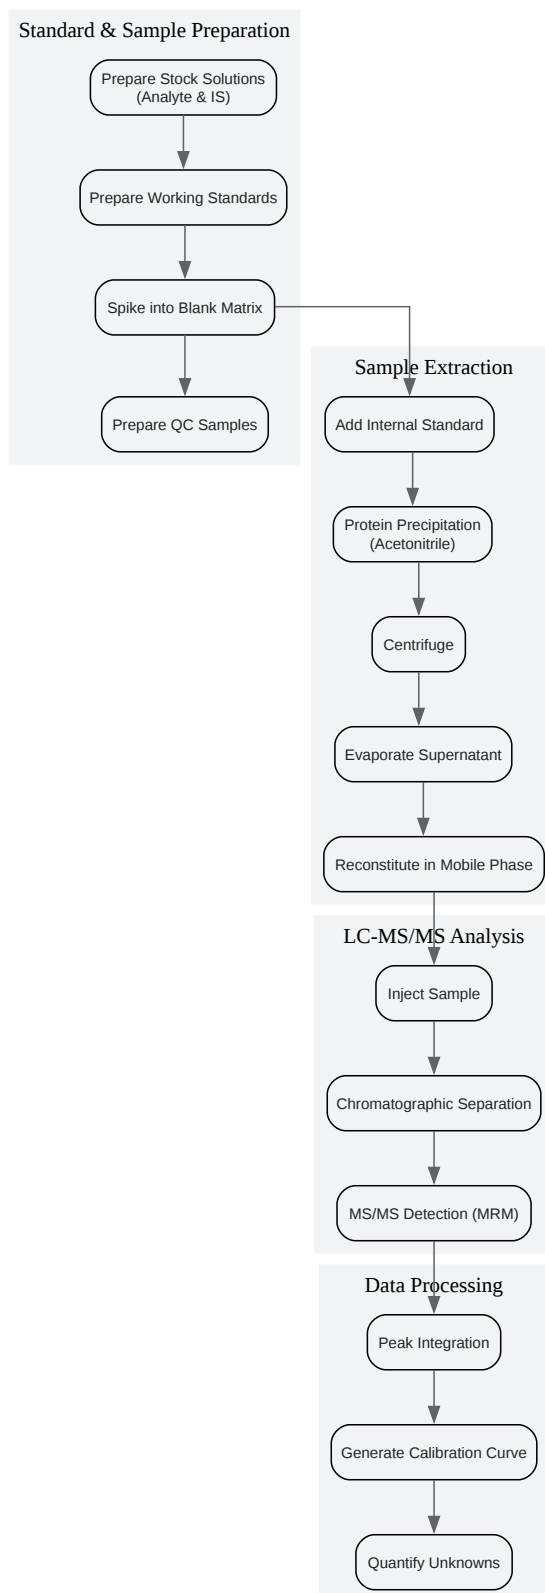 Standard & Sample Preparation
Prepare Stock Solutions
(Analyte & IS)
Prepare Working Standards
Spike into Blank Matrix
Prepare QC Samples
Sample Extraction
Add Internal Standard
Protein Precipitation
(Acetonitrile)
Centrifuge
Evaporate Supernatant
Reconstitute in Mobile Phase
LC-MS/MS Analysis
Inject Sample
Chromatographic Separation
MS/MS Detection (MRM)
Data Processing
Peak Integration
Generate Calibration Curve
Quantify Unknowns